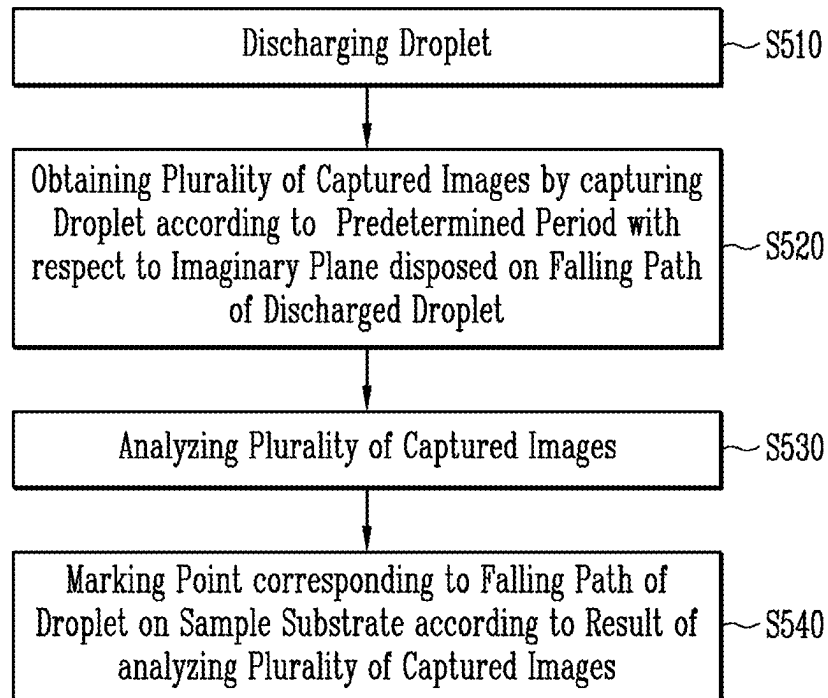 Discharging Droplet
S510
Obtaining Plurality of Captured Images by capturing
Droplet according to Predetermined Period with
respect to Imaginary Plane disposed on Falling Path
of Discharged Droplet
S520
Analyzing Plurality of Captured Images
S530
Marking Point corresponding to Falling Path of
Droplet on Sample Substrate according to Result of
analyzing Plurality of Captured Images
S540